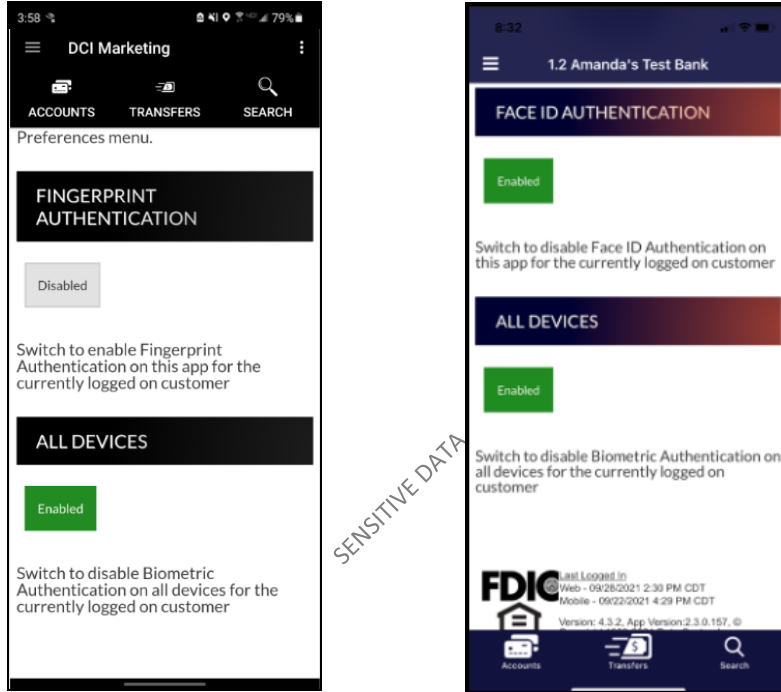 3:58
79%
DCI Marketing
ACCOUNTS
TRANSFERS
SEARCH
Preferences menu.
FINGERPRINT
AUTHENTICATION
Disabled
Switch to enable Fingerprint
Authentication on this app for the
currently logged on customer
ALL DEVICES
Enabled
Switch to disable Biometric
Authentication on all devices for the
currently logged on customer
SENSITIVE DATA
8:32
1.2 Amanda's Test Bank
FACE ID AUTHENTICATION
Enabled
Switch to disable Face ID Authentication on
this app for the currently logged on customer
ALL DEVICES
Enabled
Switch to disable Biometric Authentication on
all devices for the currently logged on
customer
FDIC
Last Logged In
Web - 09/28/2021 2:30 PM CDT
Mobile - 09/22/2021 4:29 PM CDT
Version: 4.3.2, App Version:2.3.0.157, ©
Accounts
Transfers
Search